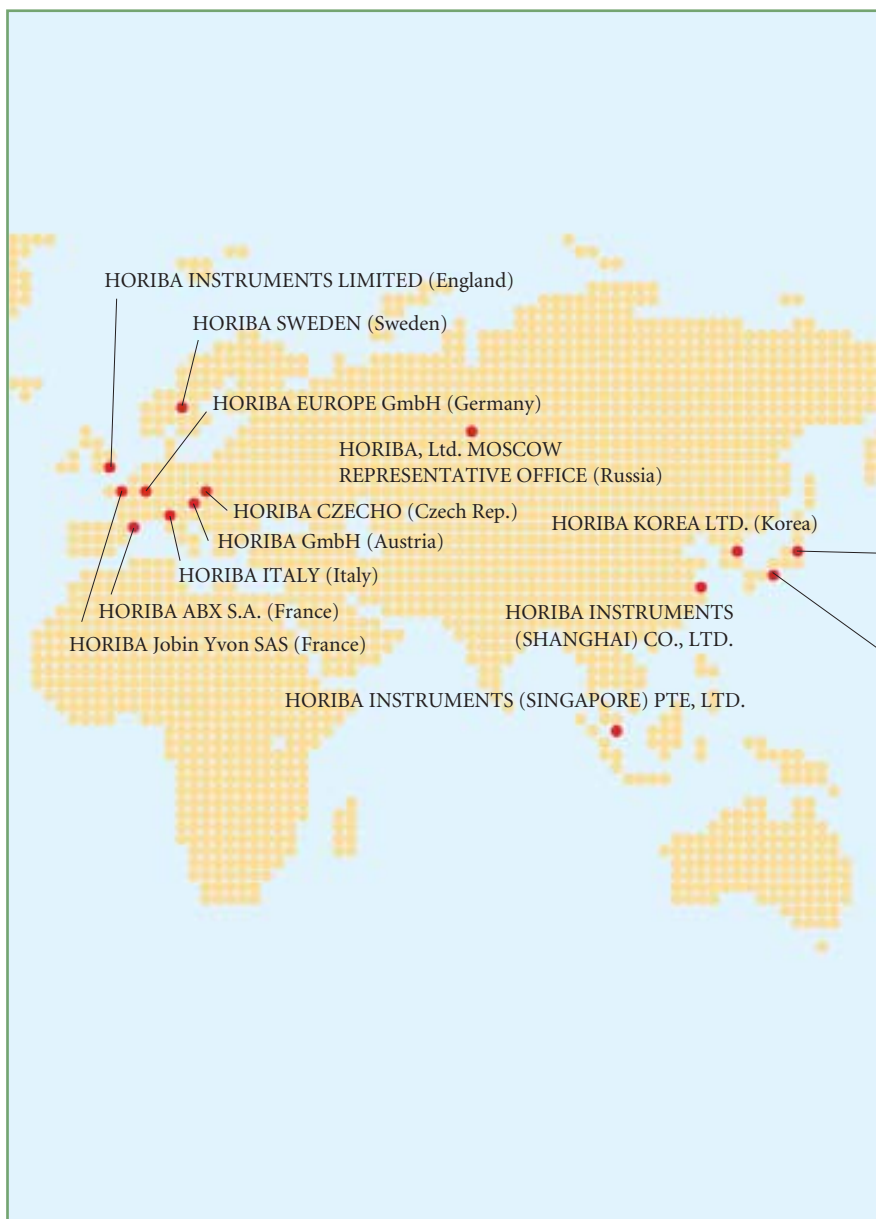 HORIBA INSTRUMENTS LIMITED (England)
HORIBA SWEDEN (Sweden)
HORIBA EUROPE GmbH (Germany)
HORIBA, Ltd. MOSCOW
REPRESENTATIVE OFFICE (Russia)
HORIBA CZECHO (Czech Rep.)
HORIBA KOREA LTD. (Korea)
HORIBA GmbH (Austria)
HORIBA ITALY (Italy)
HORIBA ABX S.A. (France)
HORIBA Jobin Yvon SAS (France)
HORIBA INSTRUMENTS
(SHANGHAI) CO., LTD.
HORIBA INSTRUMENTS (SINGAPORE) PTE, LTD.